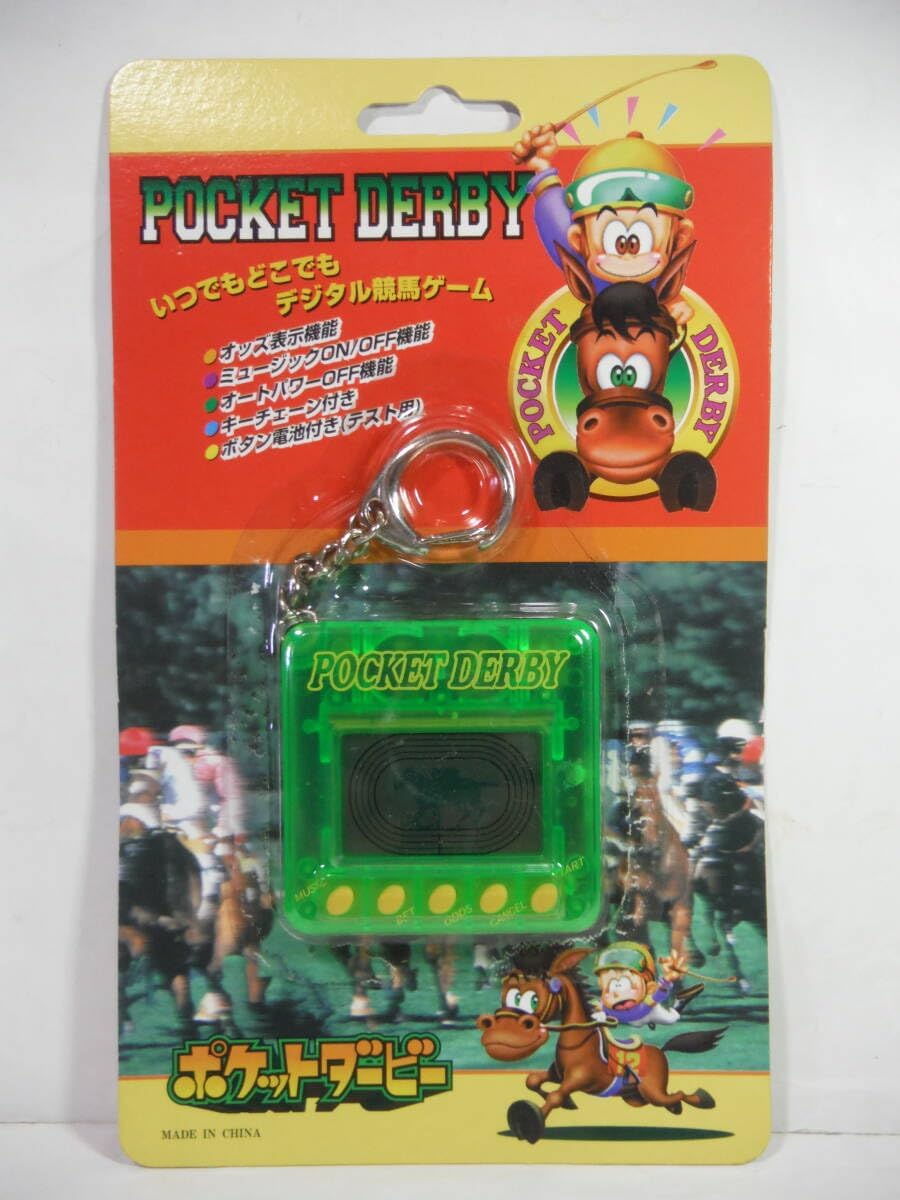 POCKET DERBY
いつでもどこでも
デジタル競馬ゲーム
オッズ表示機能
ミュージックON/OFF機能
オートパワーOFF機能
キーチェーン付き
ボタン電池付き(テスト用)
POCKET DERBY
POCKET DERBY
MUSIC
BET
ODDS
CANCEL
START
12
ポケットダービー
MADE IN CHINA